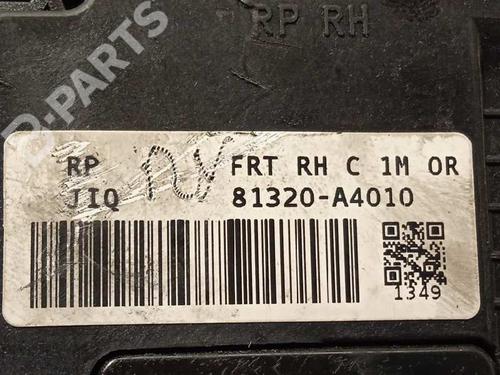 RP RH
B-PARTS
RP FRT RH C 1M OR
JIQ 81320-A4010
1349